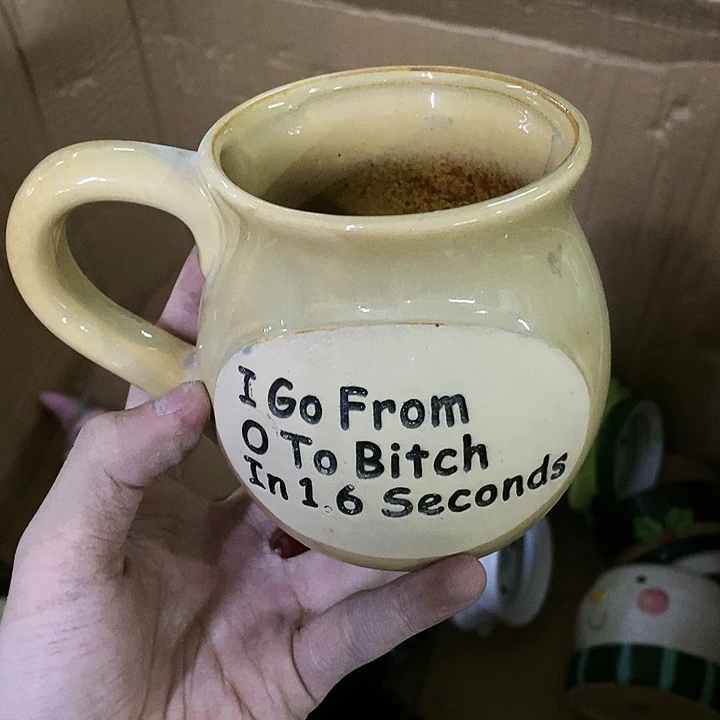 I Go From
0 To Bitch
In 1.6 Seconds